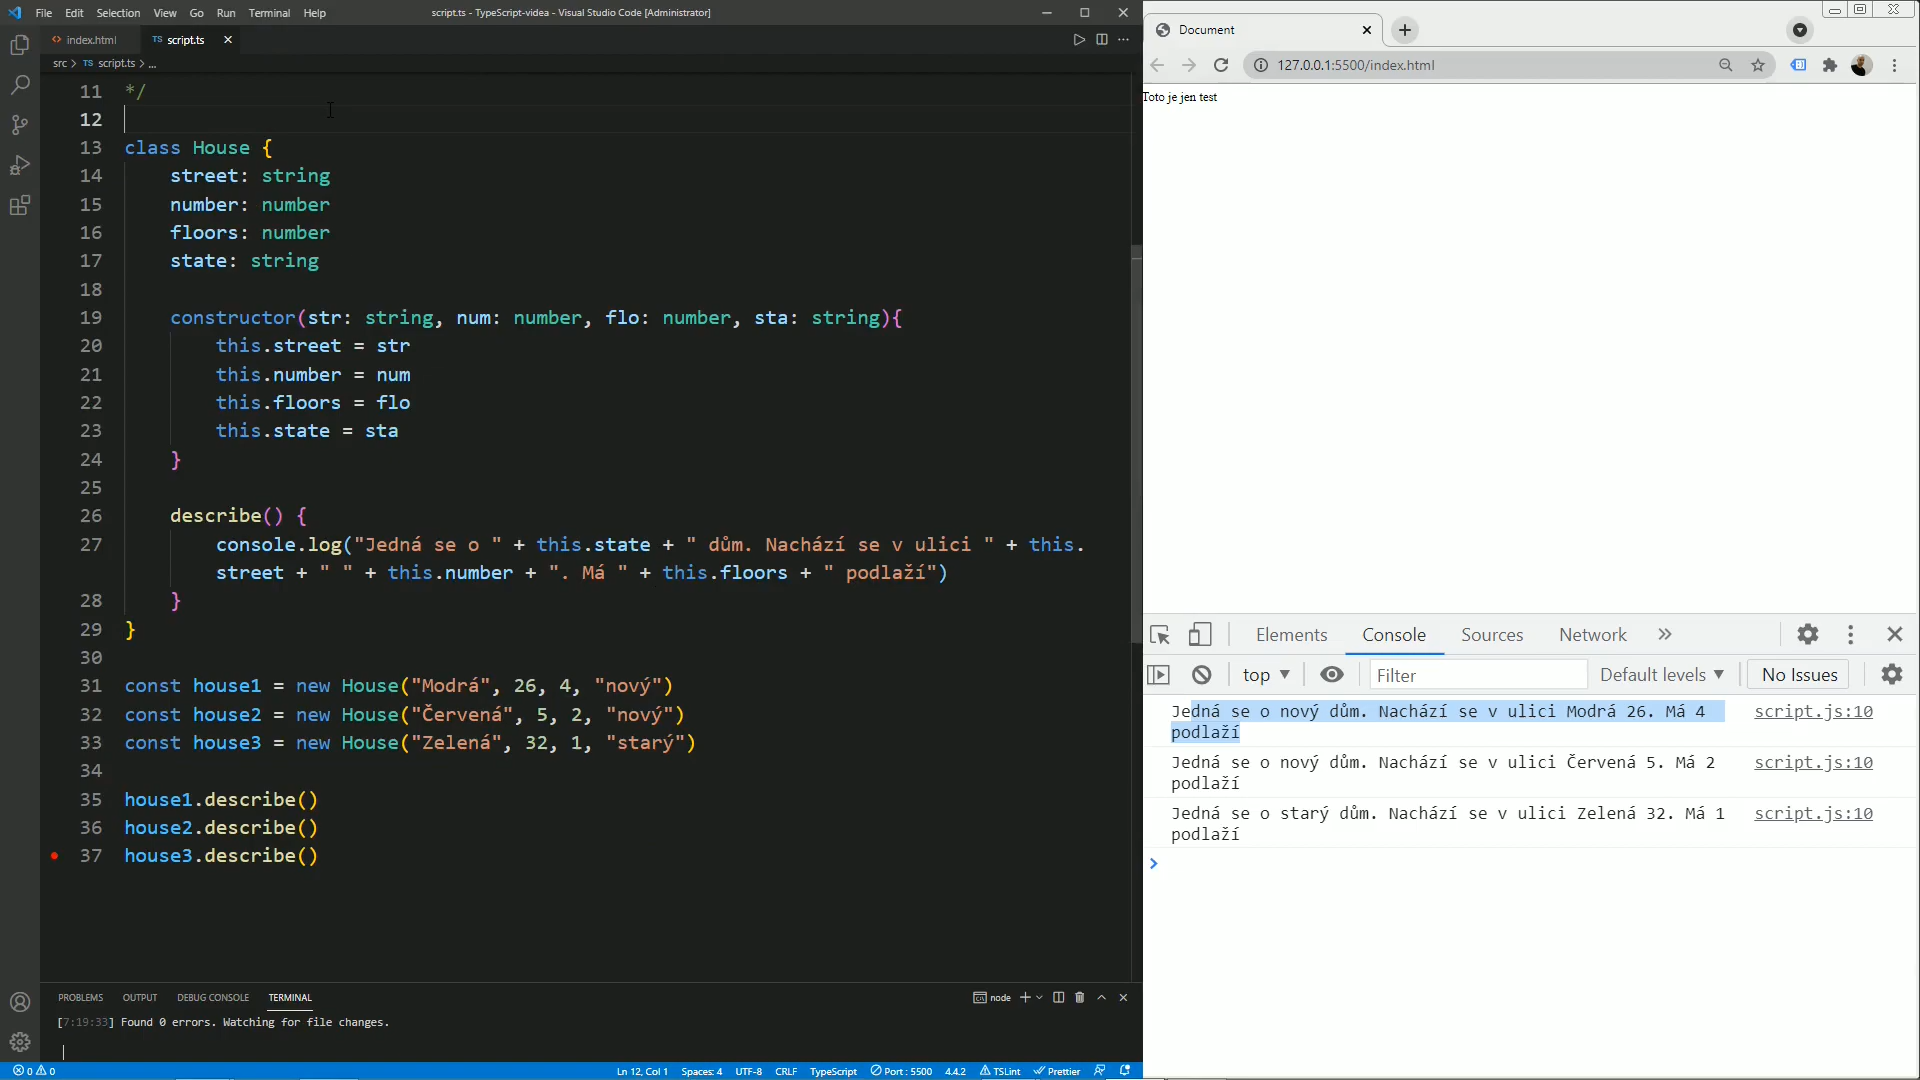 File Edit Selection View Go Run Terminal Help
script.ts - TypeScript-videa - Visual Studio Code [Administrator]
index.html
TS script.ts
src > TS script.ts > ...
11 */
12
13 class House {
14 street: string
15 number: number
16 floors: number
17 state: string
18
19 constructor(str: string, num: number, flo: number, sta: string){
20 this.street = str
21 this.number = num
22 this.floors = flo
23 this.state = sta
24 }
25
26 describe() {
27 console.log("Jedná se o " + this.state + " dům. Nachází se v ulici " + this.
street + " " + this.number + ". Má " + this.floors + " podlaží")
28 }
29 }
30
31 const house1 = new House("Modrá", 26, 4, "nový")
32 const house2 = new House("Červená", 5, 2, "nový")
33 const house3 = new House("Zelená", 32, 1, "starý")
34
35 house1.describe()
36 house2.describe()
37 house3.describe()
PROBLEMS OUTPUT DEBUG CONSOLE TERMINAL
node
[7:19:33] Found 0 errors. Watching for file changes.
0 0
Ln 12, Col 1 Spaces: 4 UTF-8 CRLF TypeScript Port : 5500 4.4.2 TSLint Prettier
Document
127.0.0.1:5500/index.html
Toto je jen test
Elements Console Sources Network
top Filter Default levels No Issues
Jedná se o nový dům. Nachází se v ulici Modrá 26. Má 4 script.js:10
podlaží
Jedná se o nový dům. Nachází se v ulici Červená 5. Má 2 script.js:10
podlaží
Jedná se o starý dům. Nachází se v ulici Zelená 32. Má 1 script.js:10
podlaží